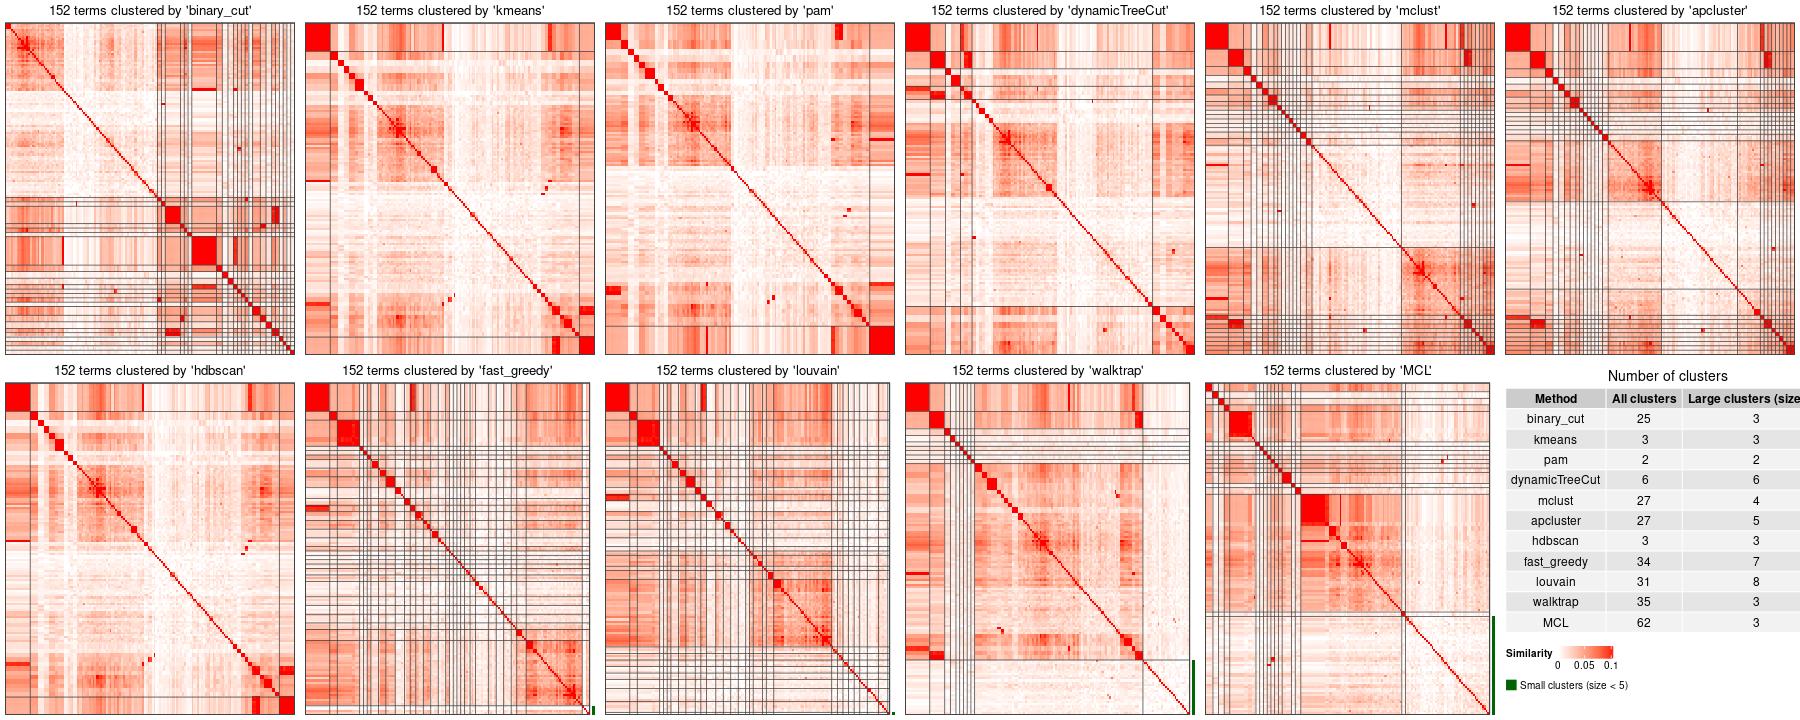 152 terms clustered by 'binary_cut'
152 terms clustered by 'kmeans'
152 terms clustered by 'pam'
152 terms clustered by 'dynamicTreeCut'
152 terms clustered by 'mclust'
152 terms clustered by 'apcluster'
152 terms clustered by 'hdbscan'
152 terms clustered by 'fast_greedy'
152 terms clustered by 'louvain'
152 terms clustered by 'walktrap'
152 terms clustered by 'MCL'
Number of clusters
Method All clusters Large clusters (size
binary_cut 25 3
kmeans 3 3
pam 2 2
dynamicTreeCut 6 6
mclust 27 4
apcluster 27 5
hdbscan 3 3
fast_greedy 34 7
louvain 31 8
walktrap 35 3
MCL 62 3
Similarity
0 0.05 0.1
Small clusters (size < 5)